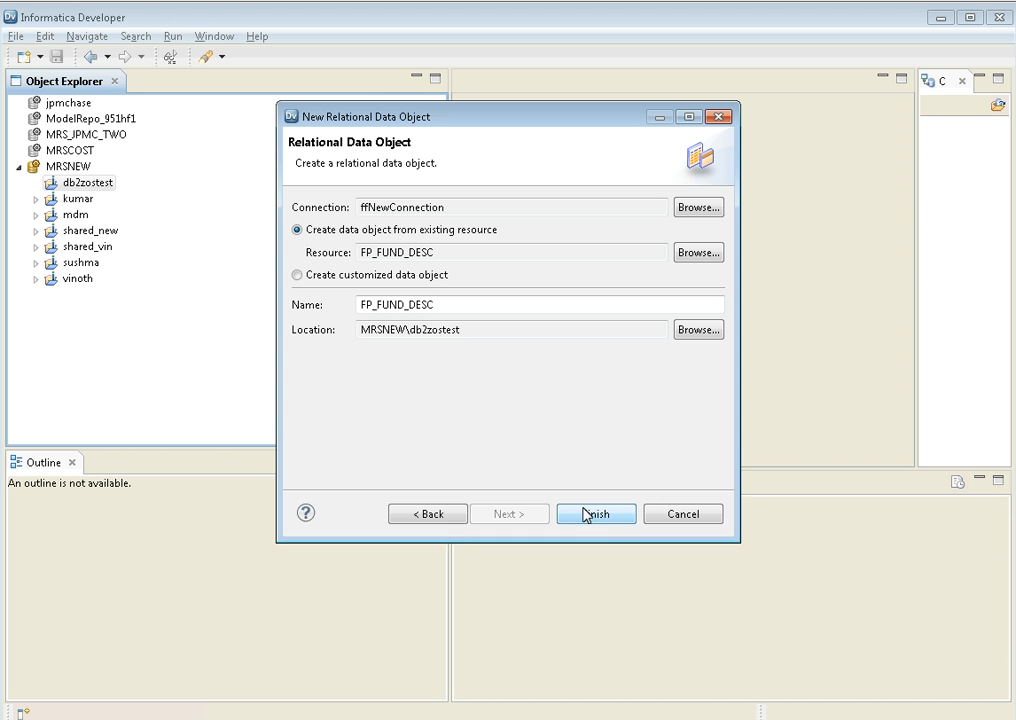 Informatica Developer
File Edit Navigate Search Run Window Help
Object Explorer
jpmchase
ModelRepo_951hf1
MRS_JPMC_TWO
MRSCOST
MRSNEW
db2zostest
kumar
mdm
shared_new
shared_vin
sushma
vinoth
C
New Relational Data Object
Relational Data Object
Create a relational data object.
Connection: ffNewConnection Browse...
Create data object from existing resource
Resource: FP_FUND_DESC Browse...
Create customized data object
Name: FP_FUND_DESC
Location: MRSNEW\db2zostest Browse...
< Back Next > Finish Cancel
Outline
An outline is not available.